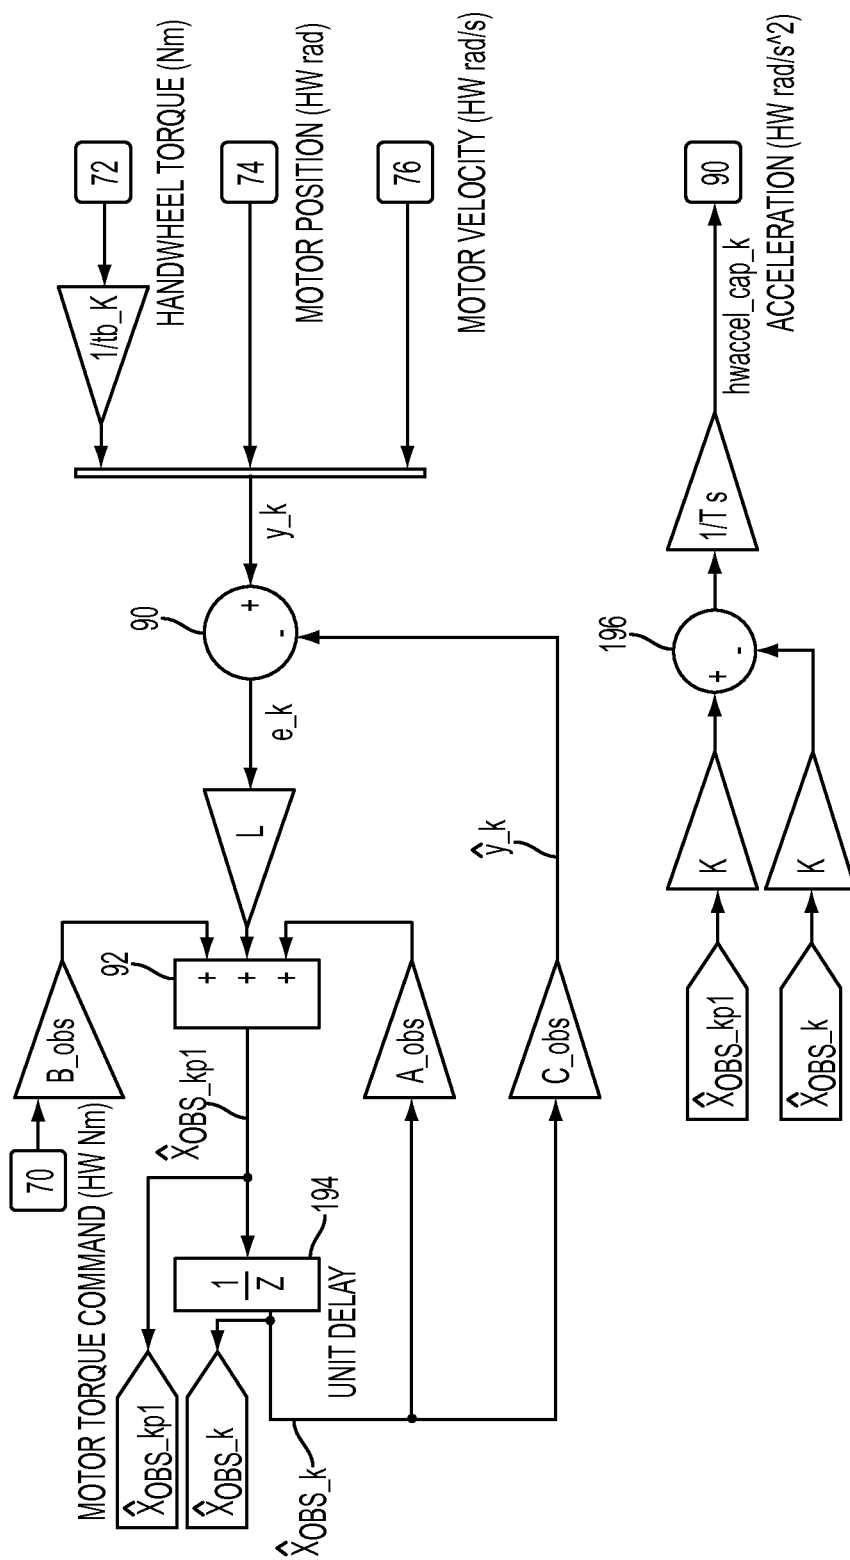 70
MOTOR TORQUE COMMAND (HW Nm)
B_obs
X̂OBS_kp1
X̂OBS_k
X̂OBS_k
1
Z
UNIT DELAY
194
X̂OBS_kp1
92
+
+
+
A_obs
C_obs
L
e_k
90
+
-
ŷ_k
y_k
1/tb_K
72
HANDWHEEL TORQUE (Nm)
74
MOTOR POSITION (HW rad)
76
MOTOR VELOCITY (HW rad/s)
X̂OBS_kp1
X̂OBS_k
K
K
196
+
-
1/T s
hwaccel_cap_k
90
ACCELERATION (HW rad/s^2)